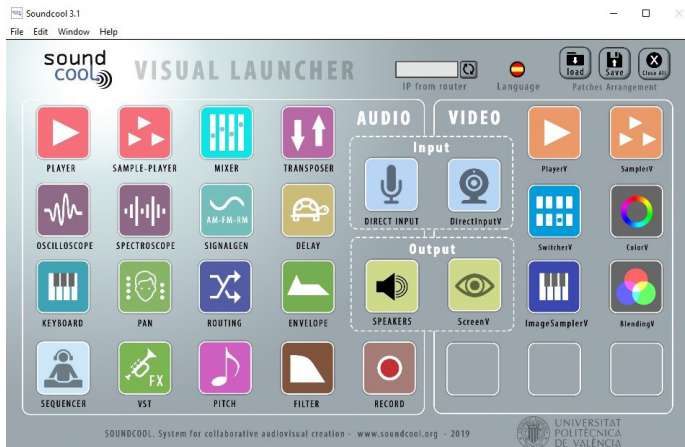 Soundcool 3.1
File Edit Window Help
sound cool
VISUAL LAUNCHER
IP from router
Language
load Save Close All
Patches Arrangement
AUDIO VIDEO
Input
PLAYER SAMPLE-PLAYER MIXER TRANSPOSER
DIRECT INPUT DirectInputV
PlayerV SamplerV
AM-FM-RM
OSCILLOSCOPE SPECTROSCOPE SIGNALGEN DELAY
Output
SwitcherV ColorV
KEYBOARD PAN ROUTING ENVELOPE
SPEAKERS ScreenV
ImageSamplerV BlendingV
FX
SEQUENCER VST PITCH FILTER RECORD
SOUNDCOOL. System for collaborative audiovisual creation - www.soundcool.org - 2019
UNIVERSITAT
POLITÈCNICA
DE VALÈNCIA